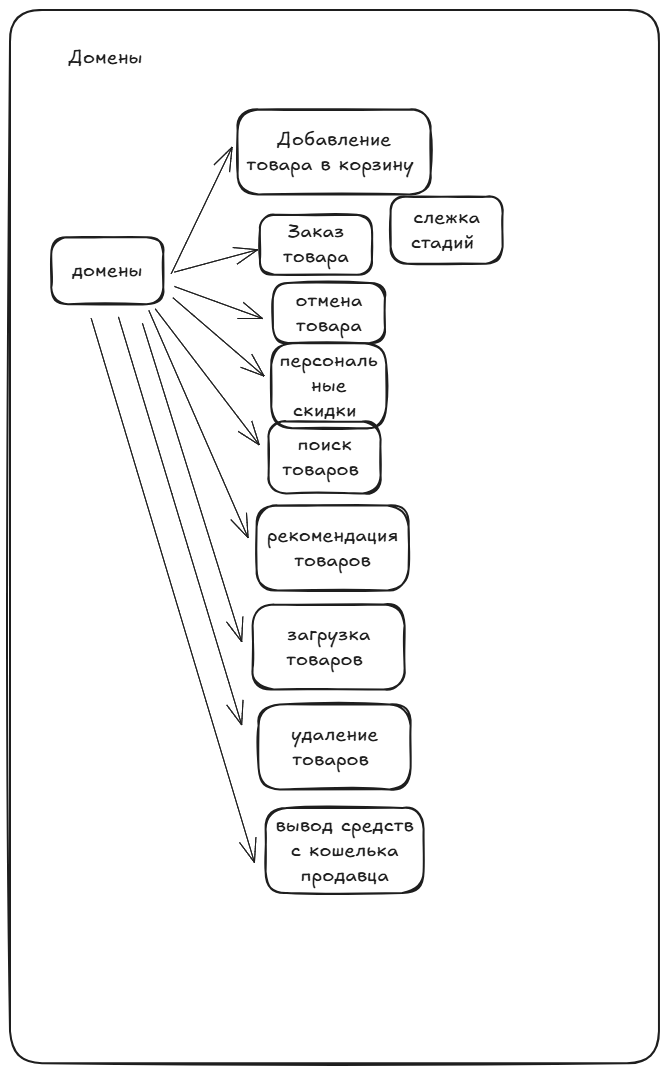 Домены
Добавление
товара в корзину
слежка
стадий
Заказ
товара
домены
отмена
товара
персональ
ные
скидки
поиск
товаров
рекомендация
товаров
загрузка
товаров
удаление
товаров
вывод средств
с кошелька
продавца